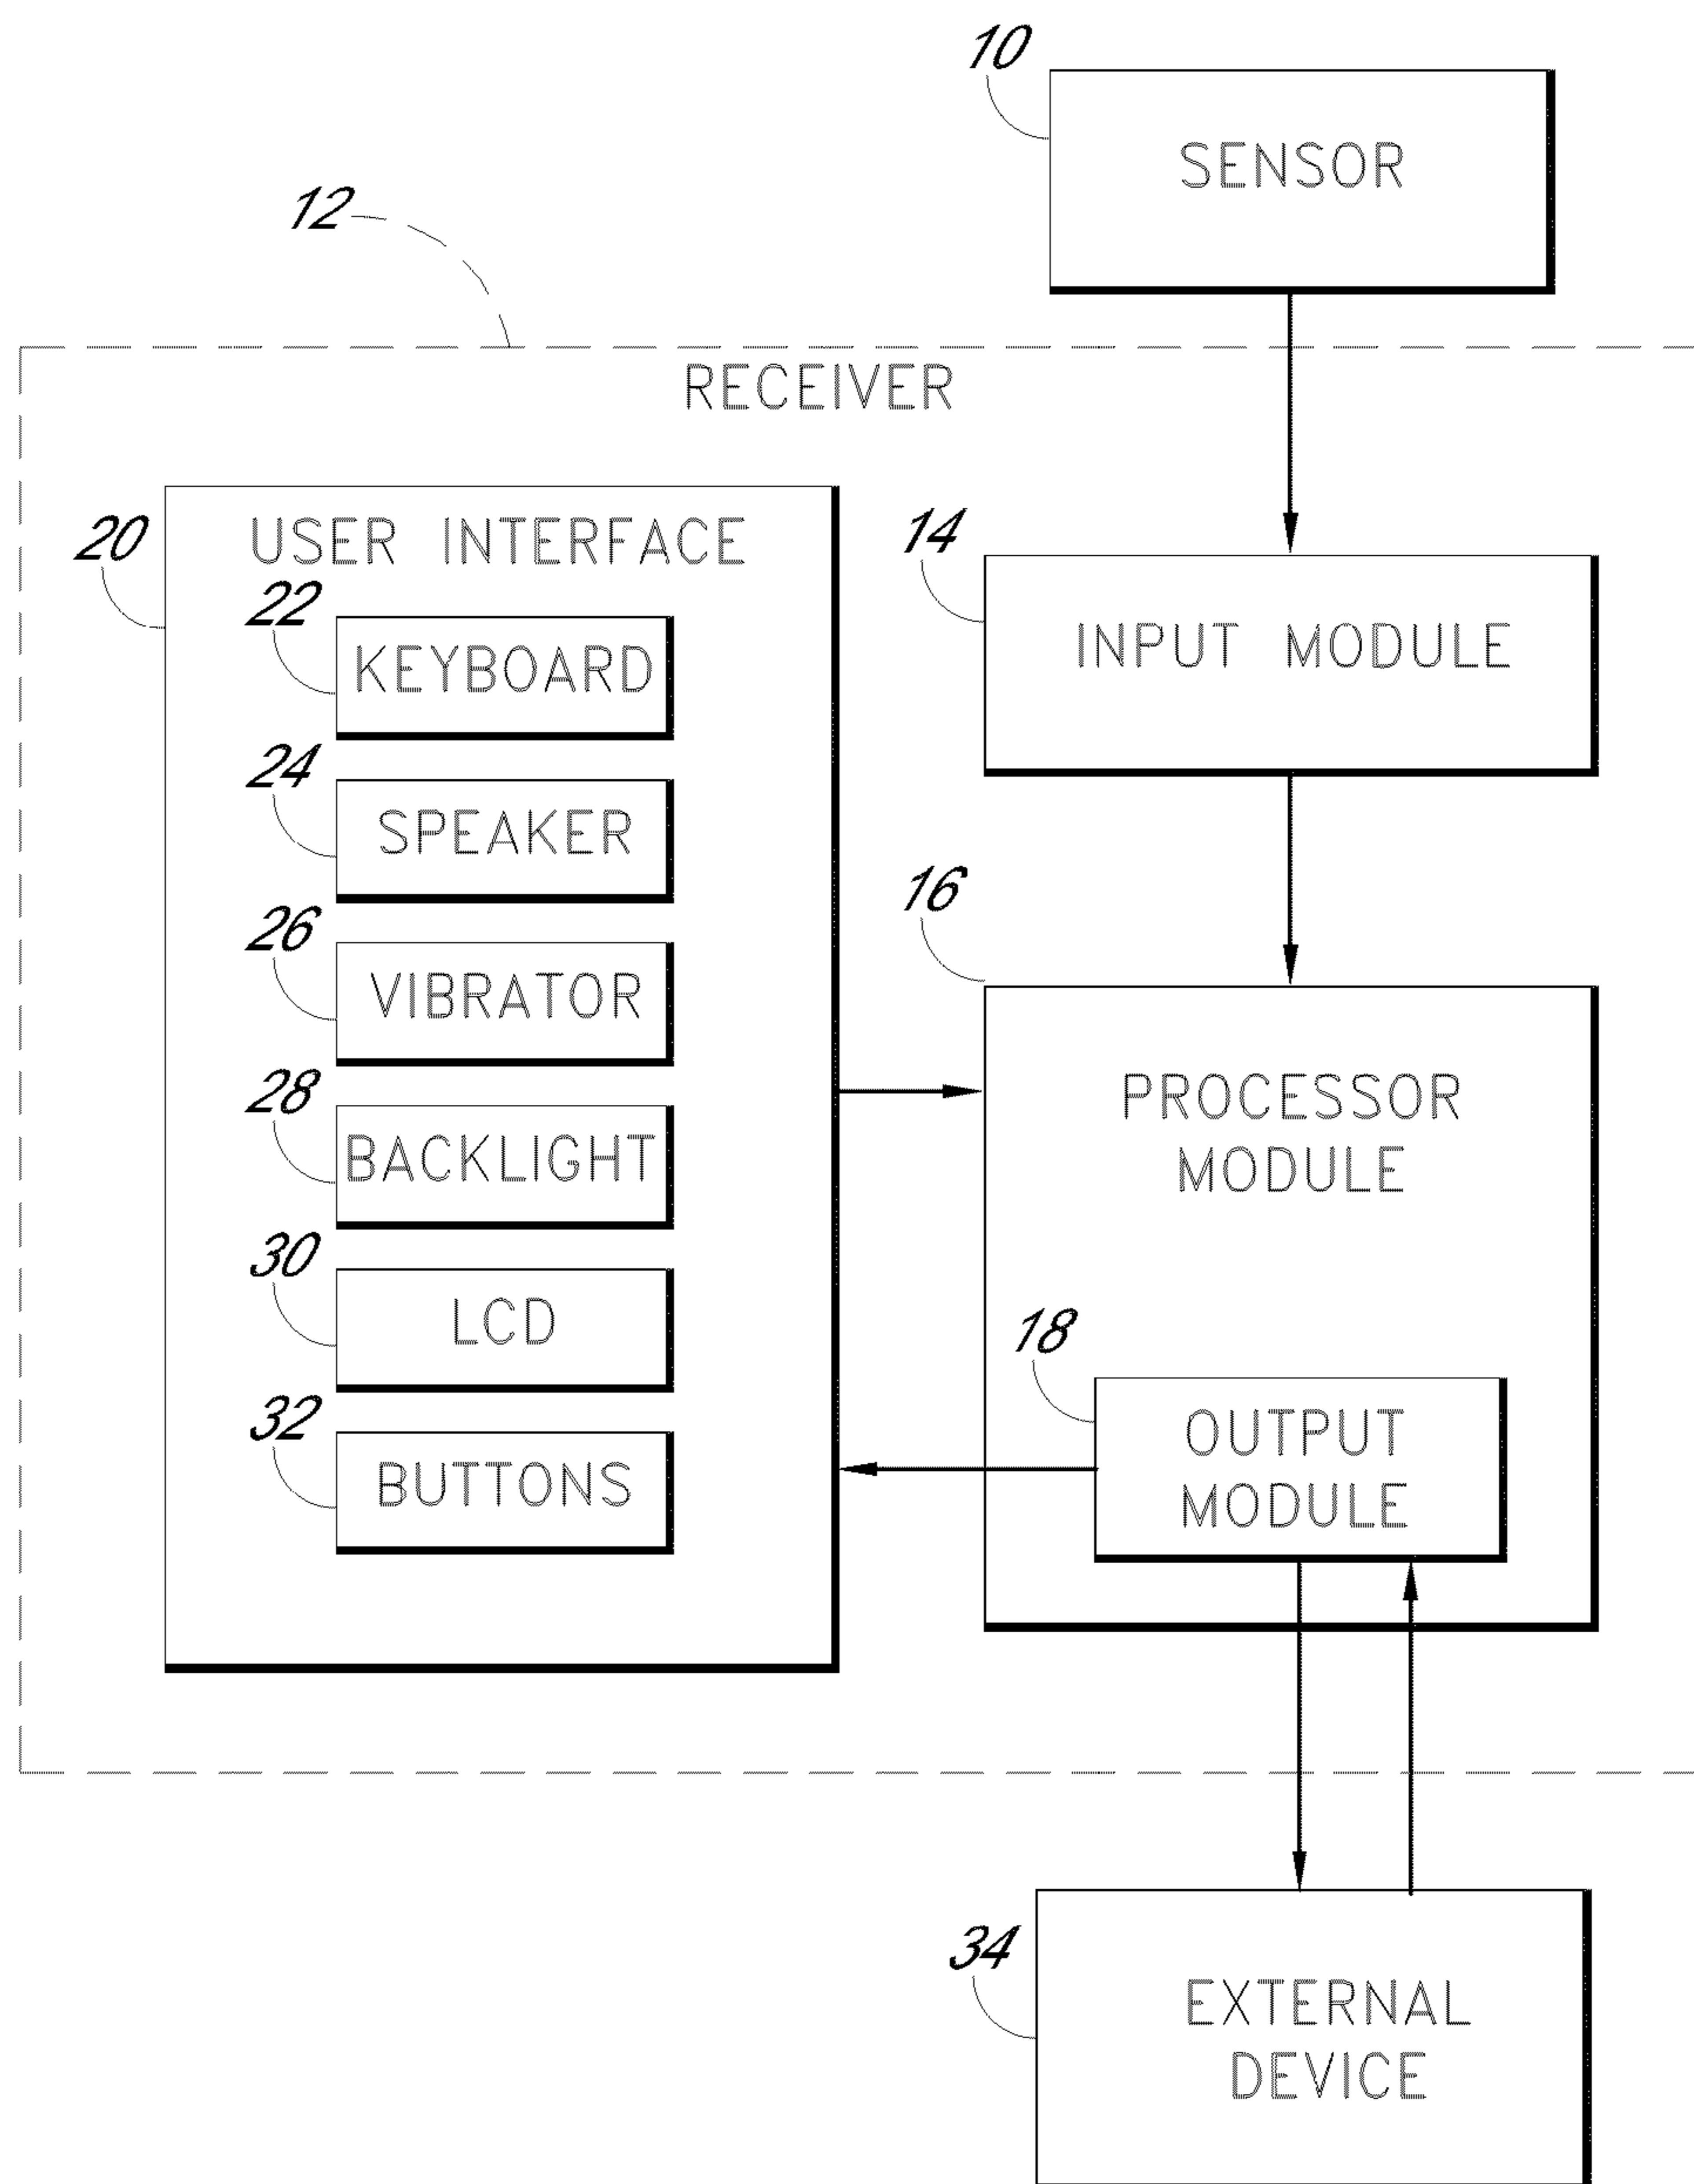 10
SENSOR
12
RECEIVER
20
USER INTERFACE
22
KEYBOARD
24
SPEAKER
26
VIBRATOR
28
BACKLIGHT
30
LCD
32
BUTTONS
14
INPUT MODULE
16
PROCESSOR
MODULE
18
OUTPUT
MODULE
34
EXTERNAL
DEVICE